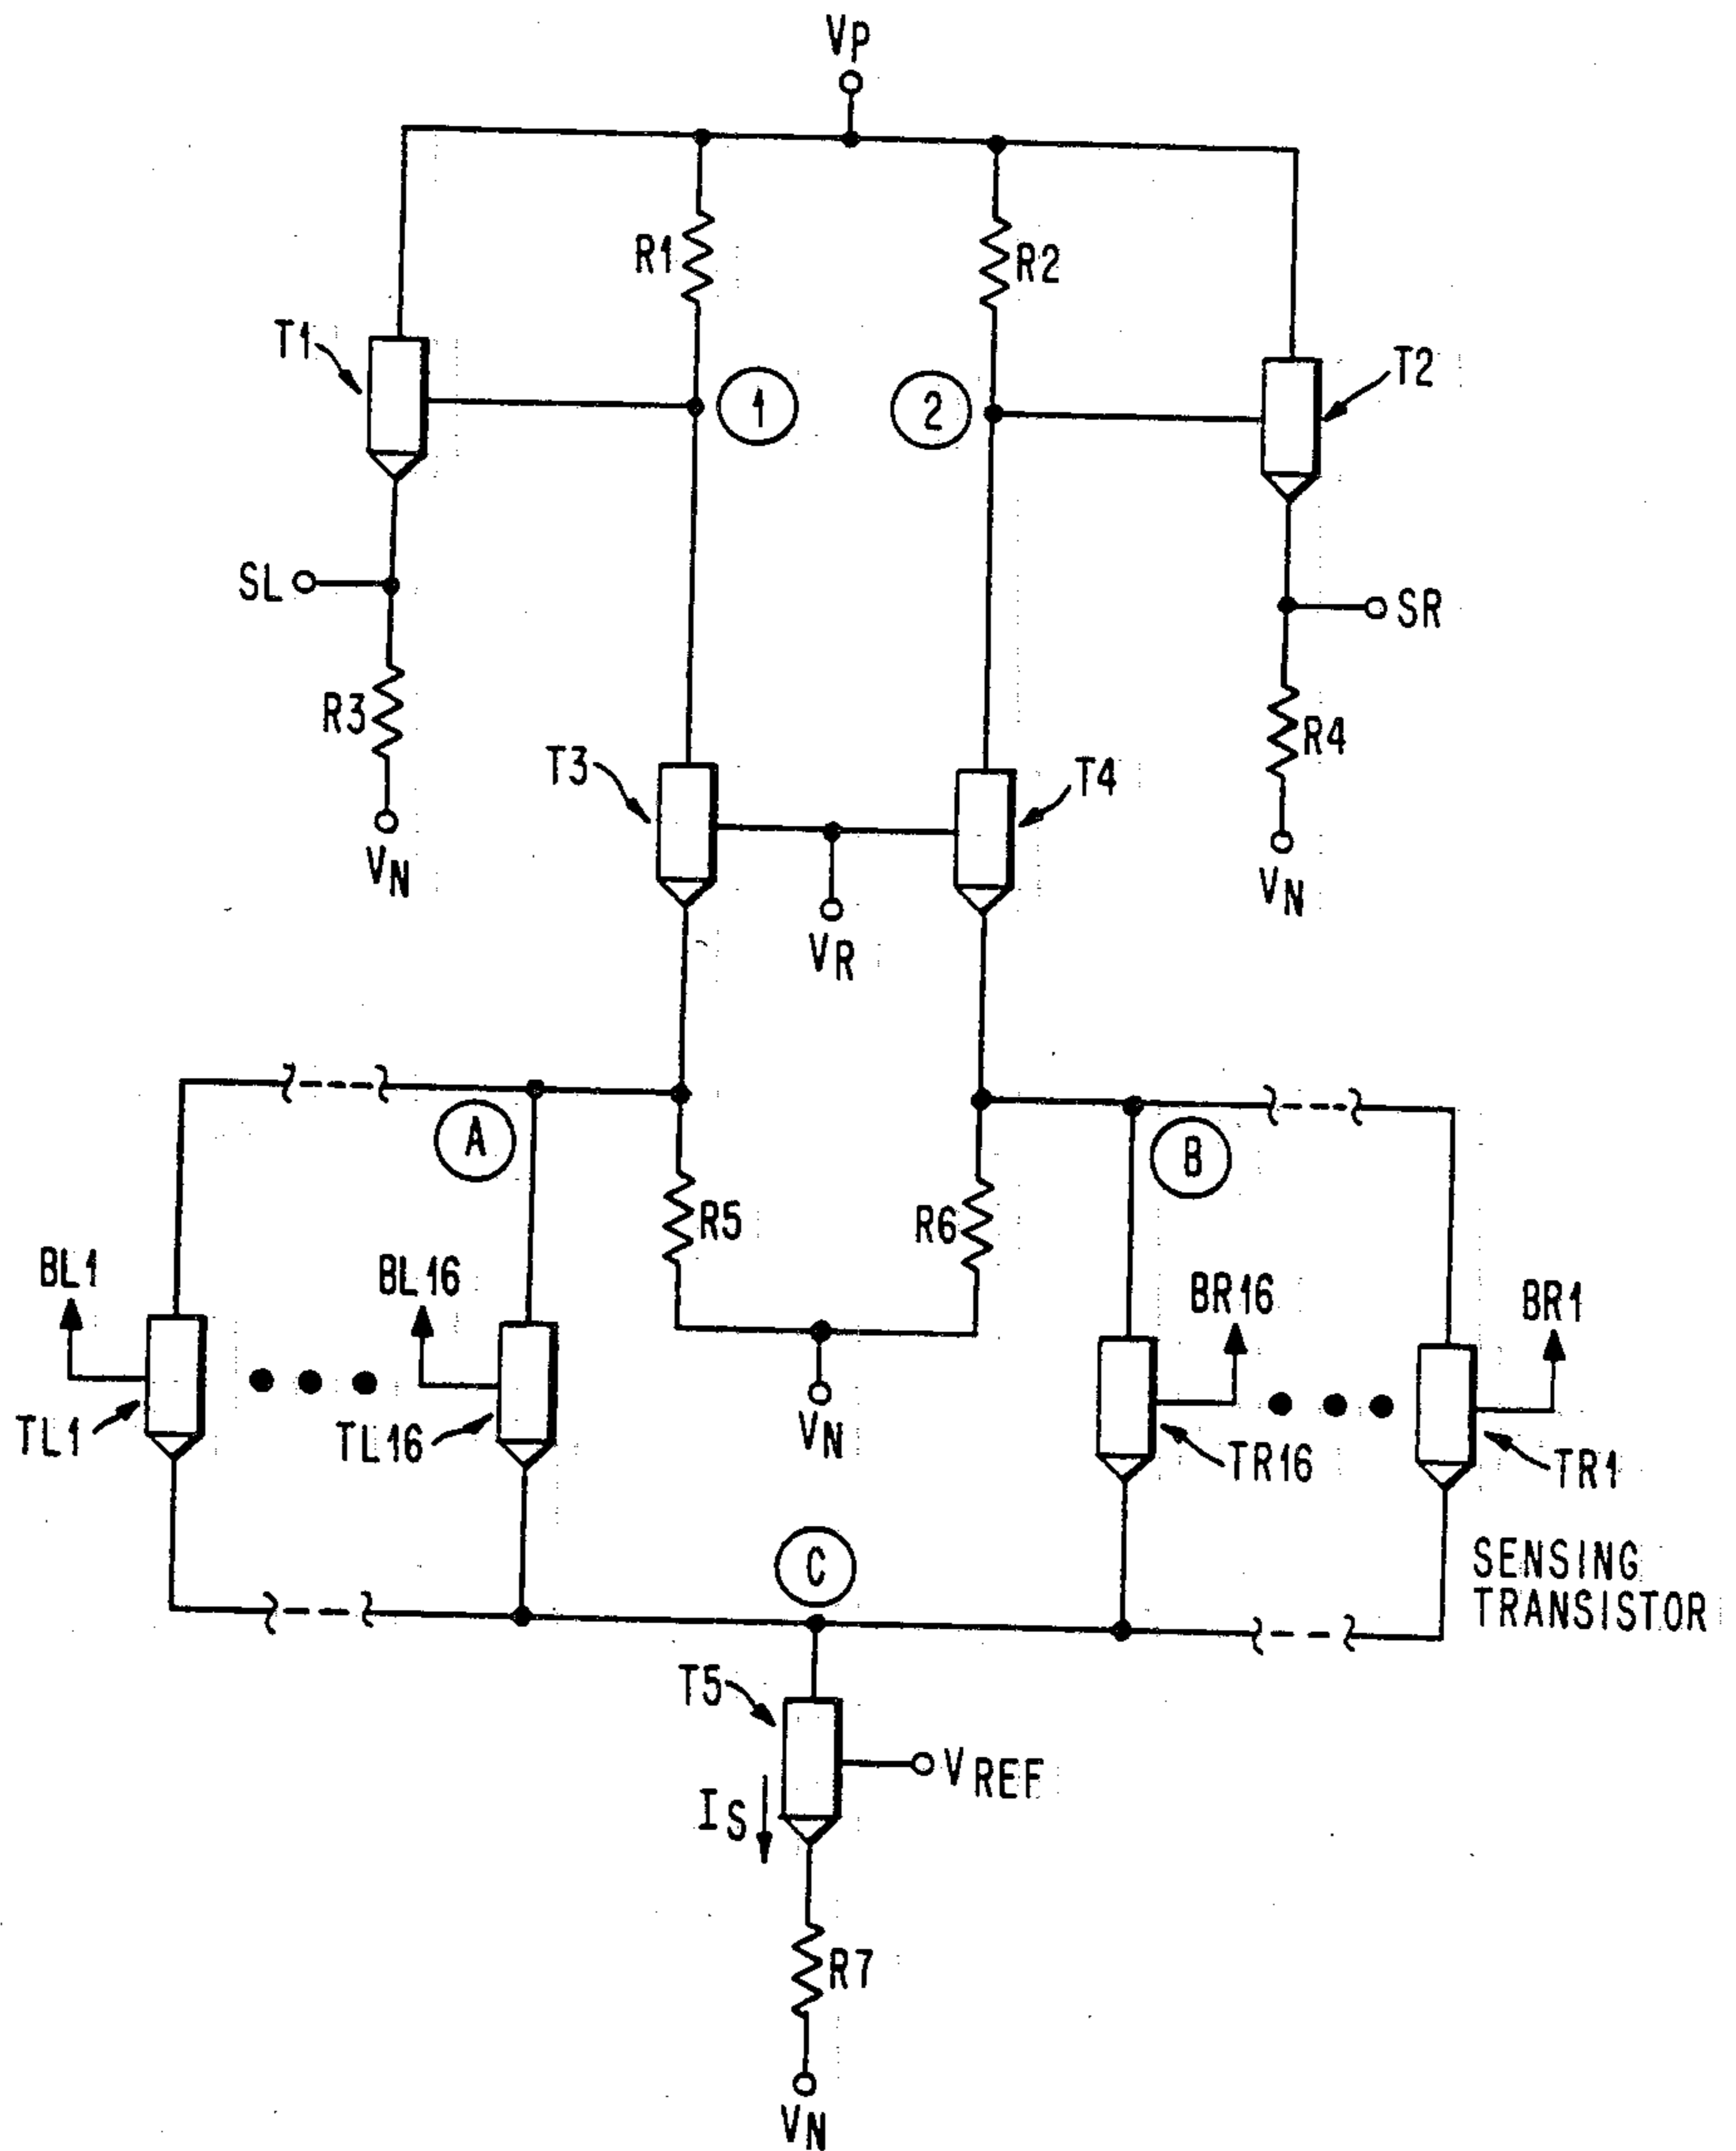 VP
R1
R2
T1
T2
1
2
SL
SR
R3
R4
T3
T4
VN
VR
VN
A
B
R5
R6
BL1
BL16
BR16
BR1
TL1
TL16
VN
TR16
TR1
C
SENSING
TRANSISTOR
T5
VREF
IS
R7
VN